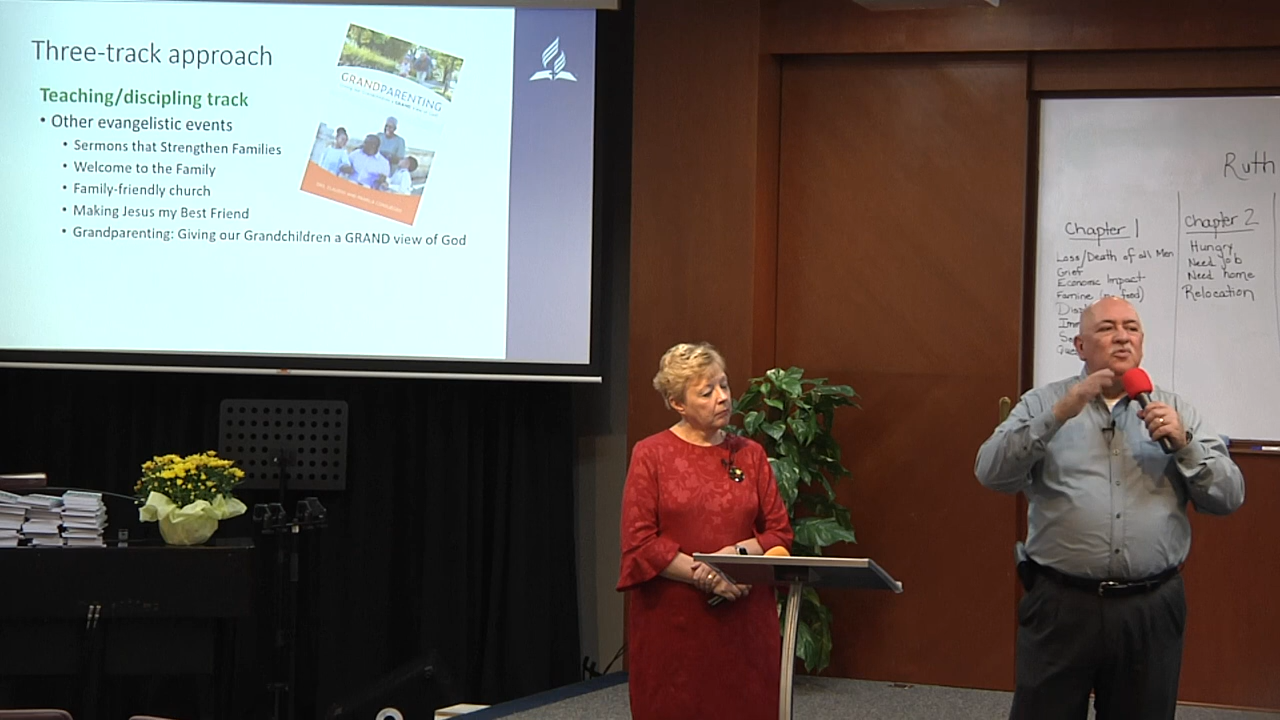 Three-track approach
Teaching/discipling track
• Other evangelistic events
• Sermons that Strengthen Families
• Welcome to the Family
• Family-friendly church
• Making Jesus my Best Friend
• Grandparenting: Giving our Grandchildren a GRAND view of God
GRANDPARENTING
Ruth
Chapter 1
Loss/Death of all Men
Grief
Economic Impact
Famine (no food)
Chapter 2
Hungry
Need job
Need home
Relocation